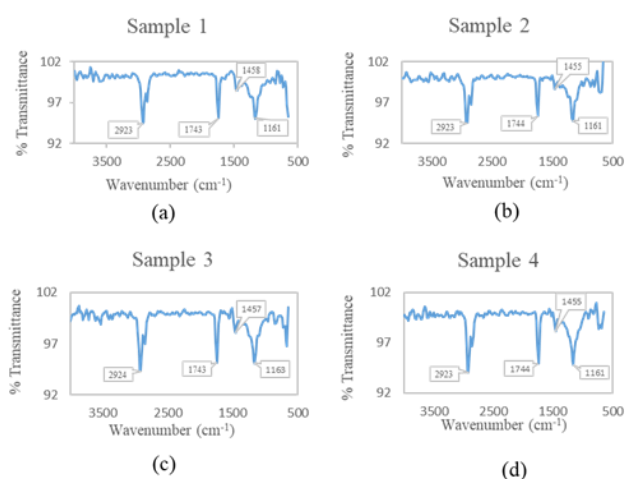 Sample 1
% Transmittance
102
97
92
2923
1743
1458
1161
3500
2500
1500
500
Wavenumber (cm⁻¹)
(a)
Sample 2
% Transmittance
102
97
92
2923
1744
1455
1161
3500
2500
1500
500
Wavenumber (cm⁻¹)
(b)
Sample 3
% Transmittance
102
97
92
2924
1743
1457
1163
3500
2500
1500
500
Wavenumber (cm⁻¹)
(c)
Sample 4
% Transmittance
102
97
92
2923
1744
1455
1161
3500
2500
1500
500
Wavenumber (cm⁻¹)
(d)